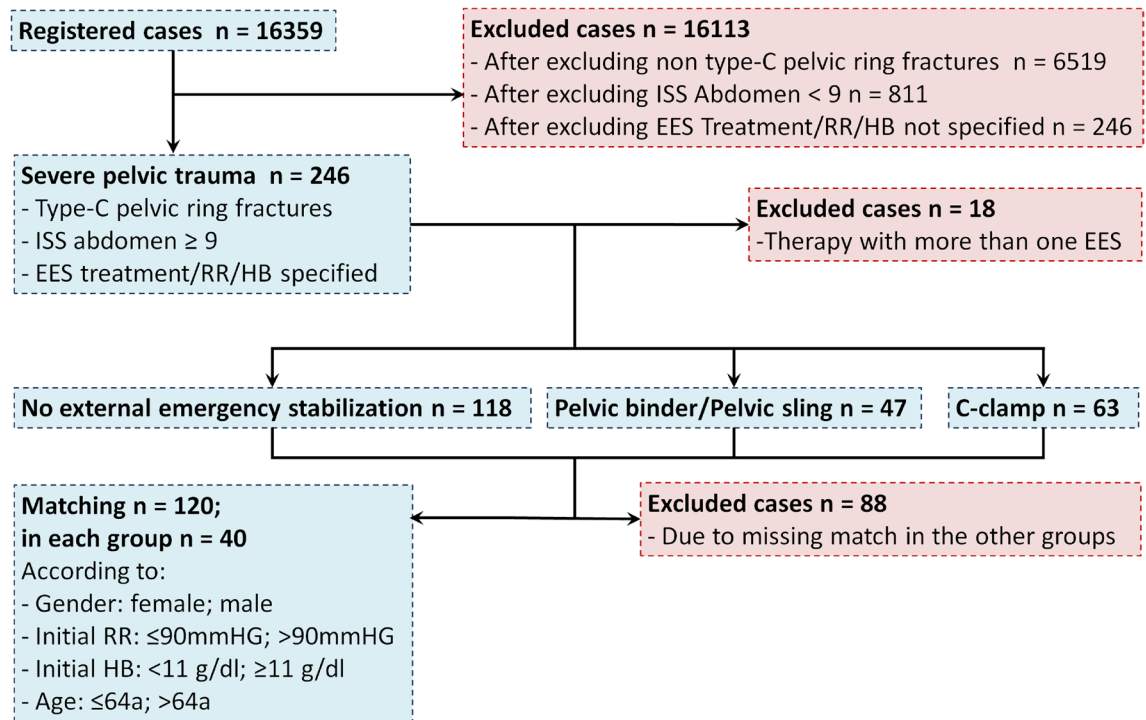 Registered cases n = 16359
Excluded cases n = 16113
- After excluding non type-C pelvic ring fractures n = 6519
- After excluding ISS Abdomen < 9 n = 811
- After excluding EES Treatment/RR/HB not specified n = 246
Severe pelvic trauma n = 246
- Type-C pelvic ring fractures
- ISS abdomen ≥ 9
- EES treatment/RR/HB specified
Excluded cases n = 18
-Therapy with more than one EES
No external emergency stabilization n = 118
Pelvic binder/Pelvic sling n = 47
C-clamp n = 63
Matching n = 120;
in each group n = 40
According to:
- Gender: female; male
- Initial RR: ≤90mmHG; >90mmHG
- Initial HB: <11 g/dl; ≥11 g/dl
- Age: ≤64a; >64a
Excluded cases n = 88
- Due to missing match in the other groups